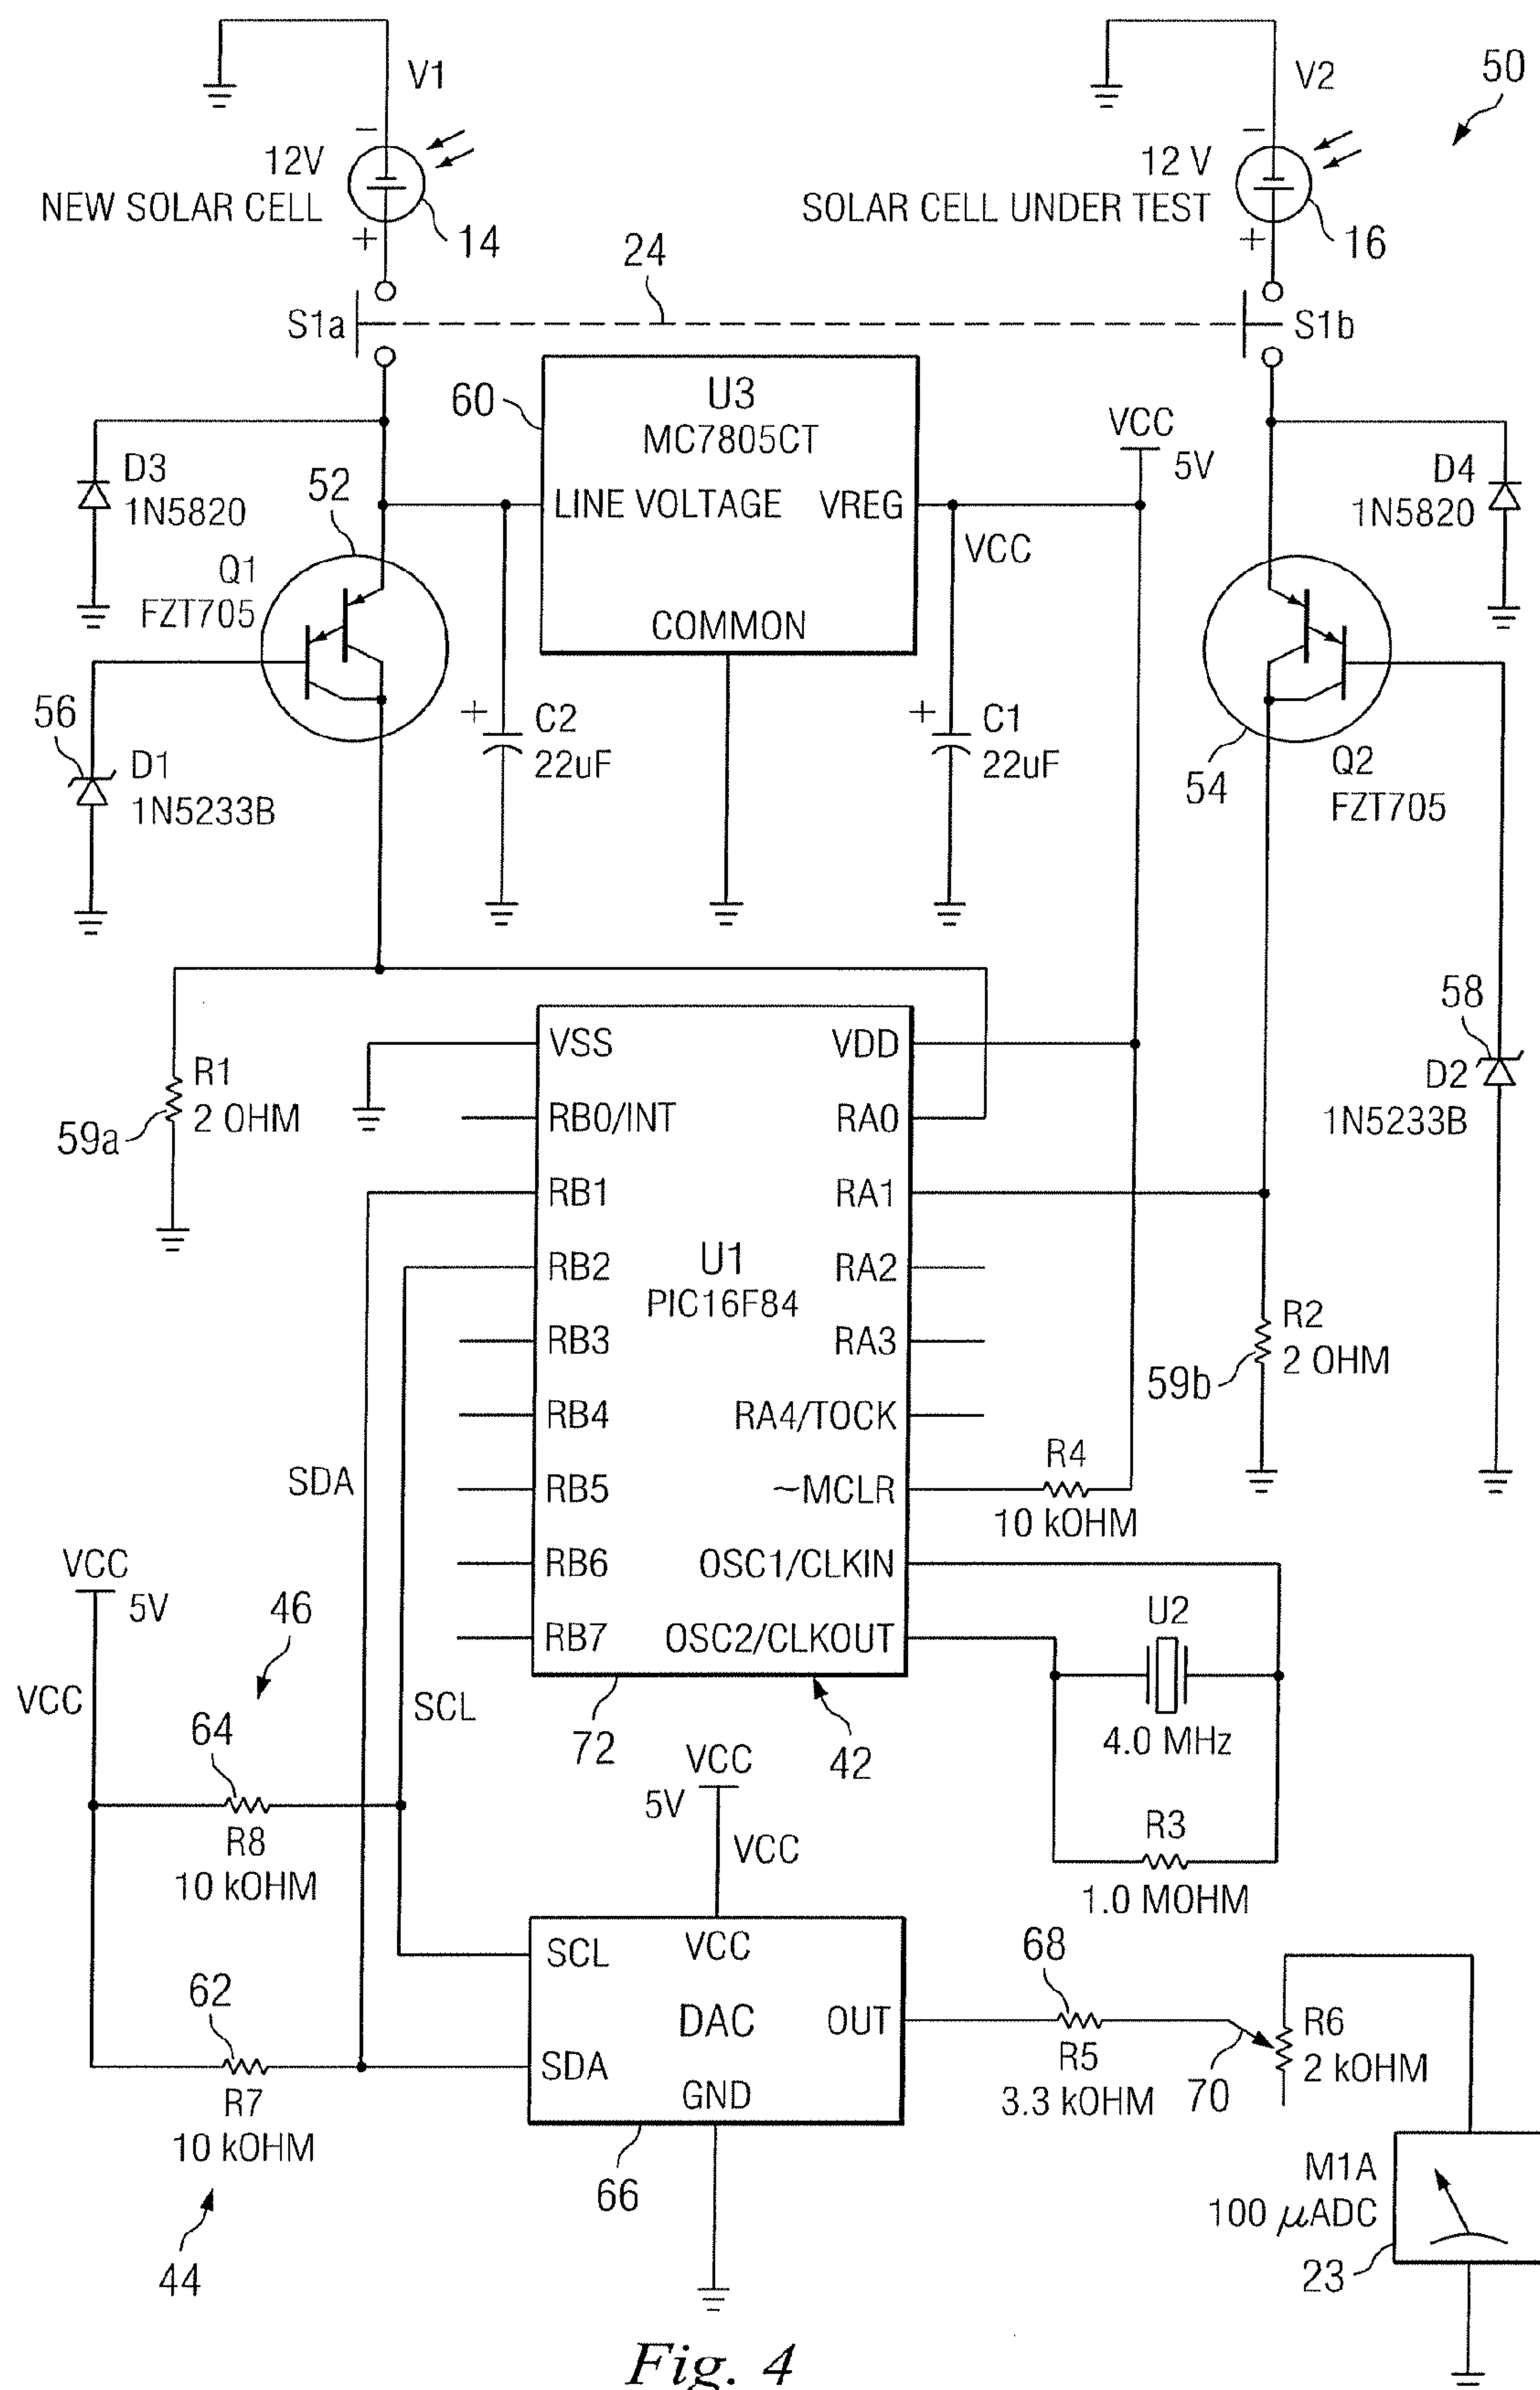 V1
V2
50
−
12V
NEW SOLAR CELL
+
14
−
12 V
SOLAR CELL UNDER TEST
+
16
24
S1a
S1b
60
U3
MC7805CT
LINE VOLTAGE
VREG
COMMON
VCC
5V
VCC
D3
1N5820
52
Q1
FZT705
D4
1N5820
56
D1
1N5233B
+
C2
22uF
+
C1
22uF
54
Q2
FZT705
58
D2
1N5233B
R1
2 OHM
59a
VSS
VDD
RB0/INT
RA0
RB1
RA1
U1
PIC16F84
RB2
RA2
RB3
RA3
RB4
RA4/TOCK
RB5
~MCLR
RB6
OSC1/CLKIN
RB7
OSC2/CLKOUT
R2
2 OHM
59b
R4
10 kOHM
SDA
VCC
5V
46
VCC
SCL
72
42
U2
4.0 MHz
64
R8
10 kOHM
VCC
5V
VCC
R3
1.0 MOHM
SCL
VCC
DAC
OUT
SDA
GND
62
R7
10 kOHM
44
66
68
R5
3.3 kOHM
70
R6
2 kOHM
M1A
100 µADC
23
Fig. 4